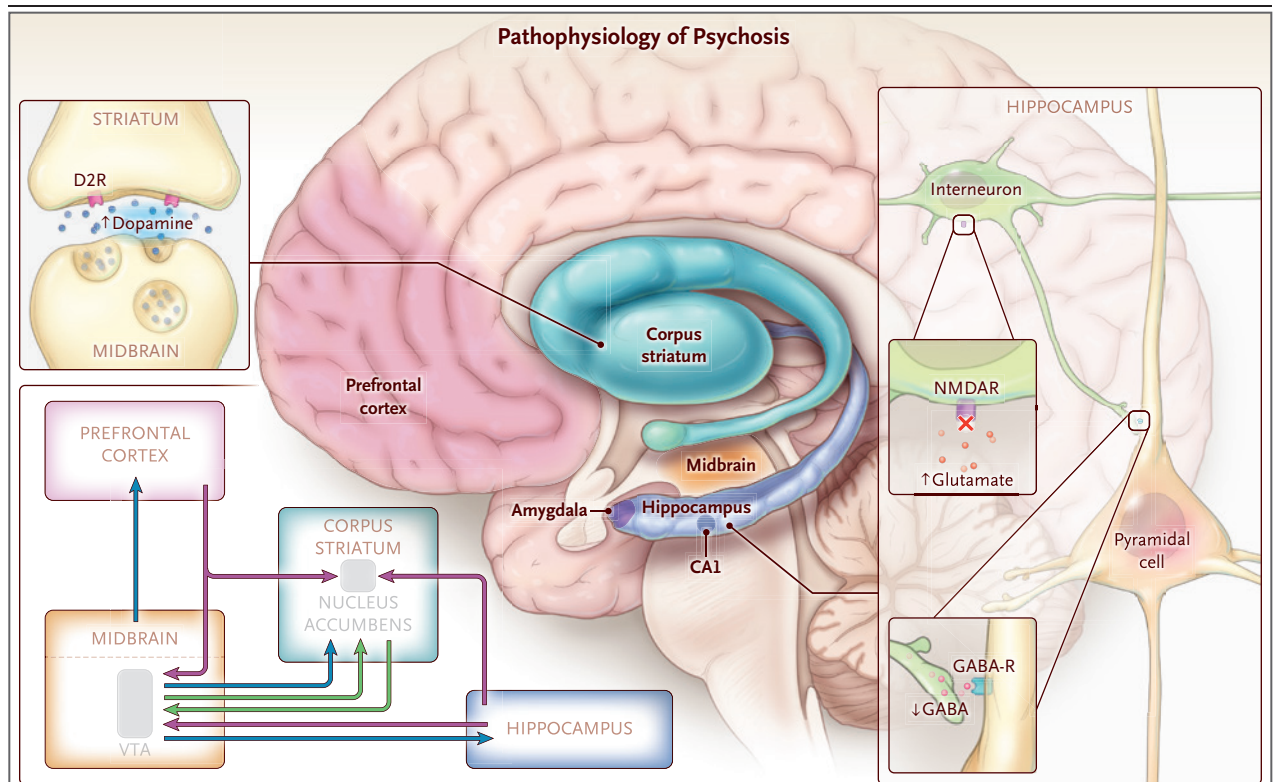 Pathophysiology of Psychosis
STRIATUM
D2R
↑Dopamine
MIDBRAIN
HIPPOCAMPUS
Interneuron
NMDAR
↑Glutamate
Pyramidal
cell
GABA-R
↓GABA
Corpus
striatum
Prefrontal
cortex
Midbrain
Amygdala
Hippocampus
CA1
PREFRONTAL
CORTEX
CORPUS
STRIATUM
NUCLEUS
ACCUMBENS
MIDBRAIN
VTA
HIPPOCAMPUS